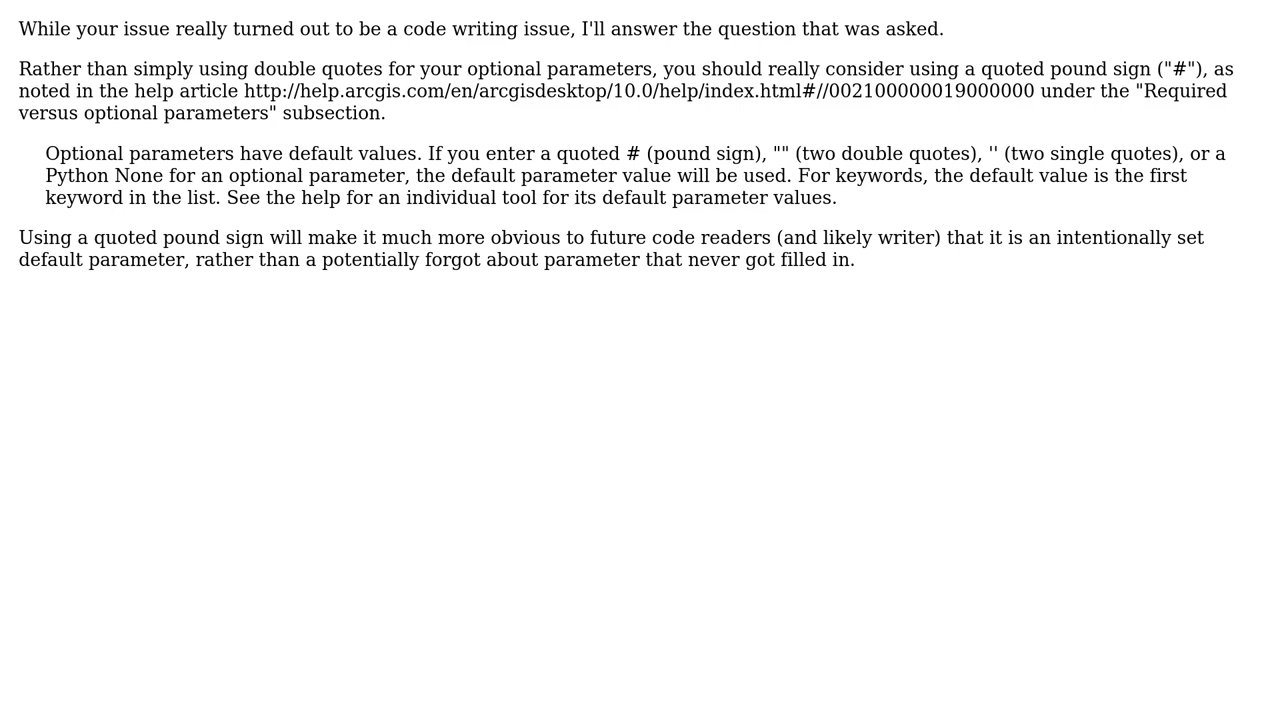 While your issue really turned out to be a code writing issue, I'll answer the question that was asked.
Rather than simply using double quotes for your optional parameters, you should really consider using a quoted pound sign ("#"), as
noted in the help article http://help.arcgis.com/en/arcgisdesktop/10.0/help/index.html#//002100000019000000 under the "Required
versus optional parameters" subsection.
Optional parameters have default values. If you enter a quoted # (pound sign), "" (two double quotes), '' (two single quotes), or a
Python None for an optional parameter, the default parameter value will be used. For keywords, the default value is the first
keyword in the list. See the help for an individual tool for its default parameter values.
Using a quoted pound sign will make it much more obvious to future code readers (and likely writer) that it is an intentionally set
default parameter, rather than a potentially forgot about parameter that never got filled in.